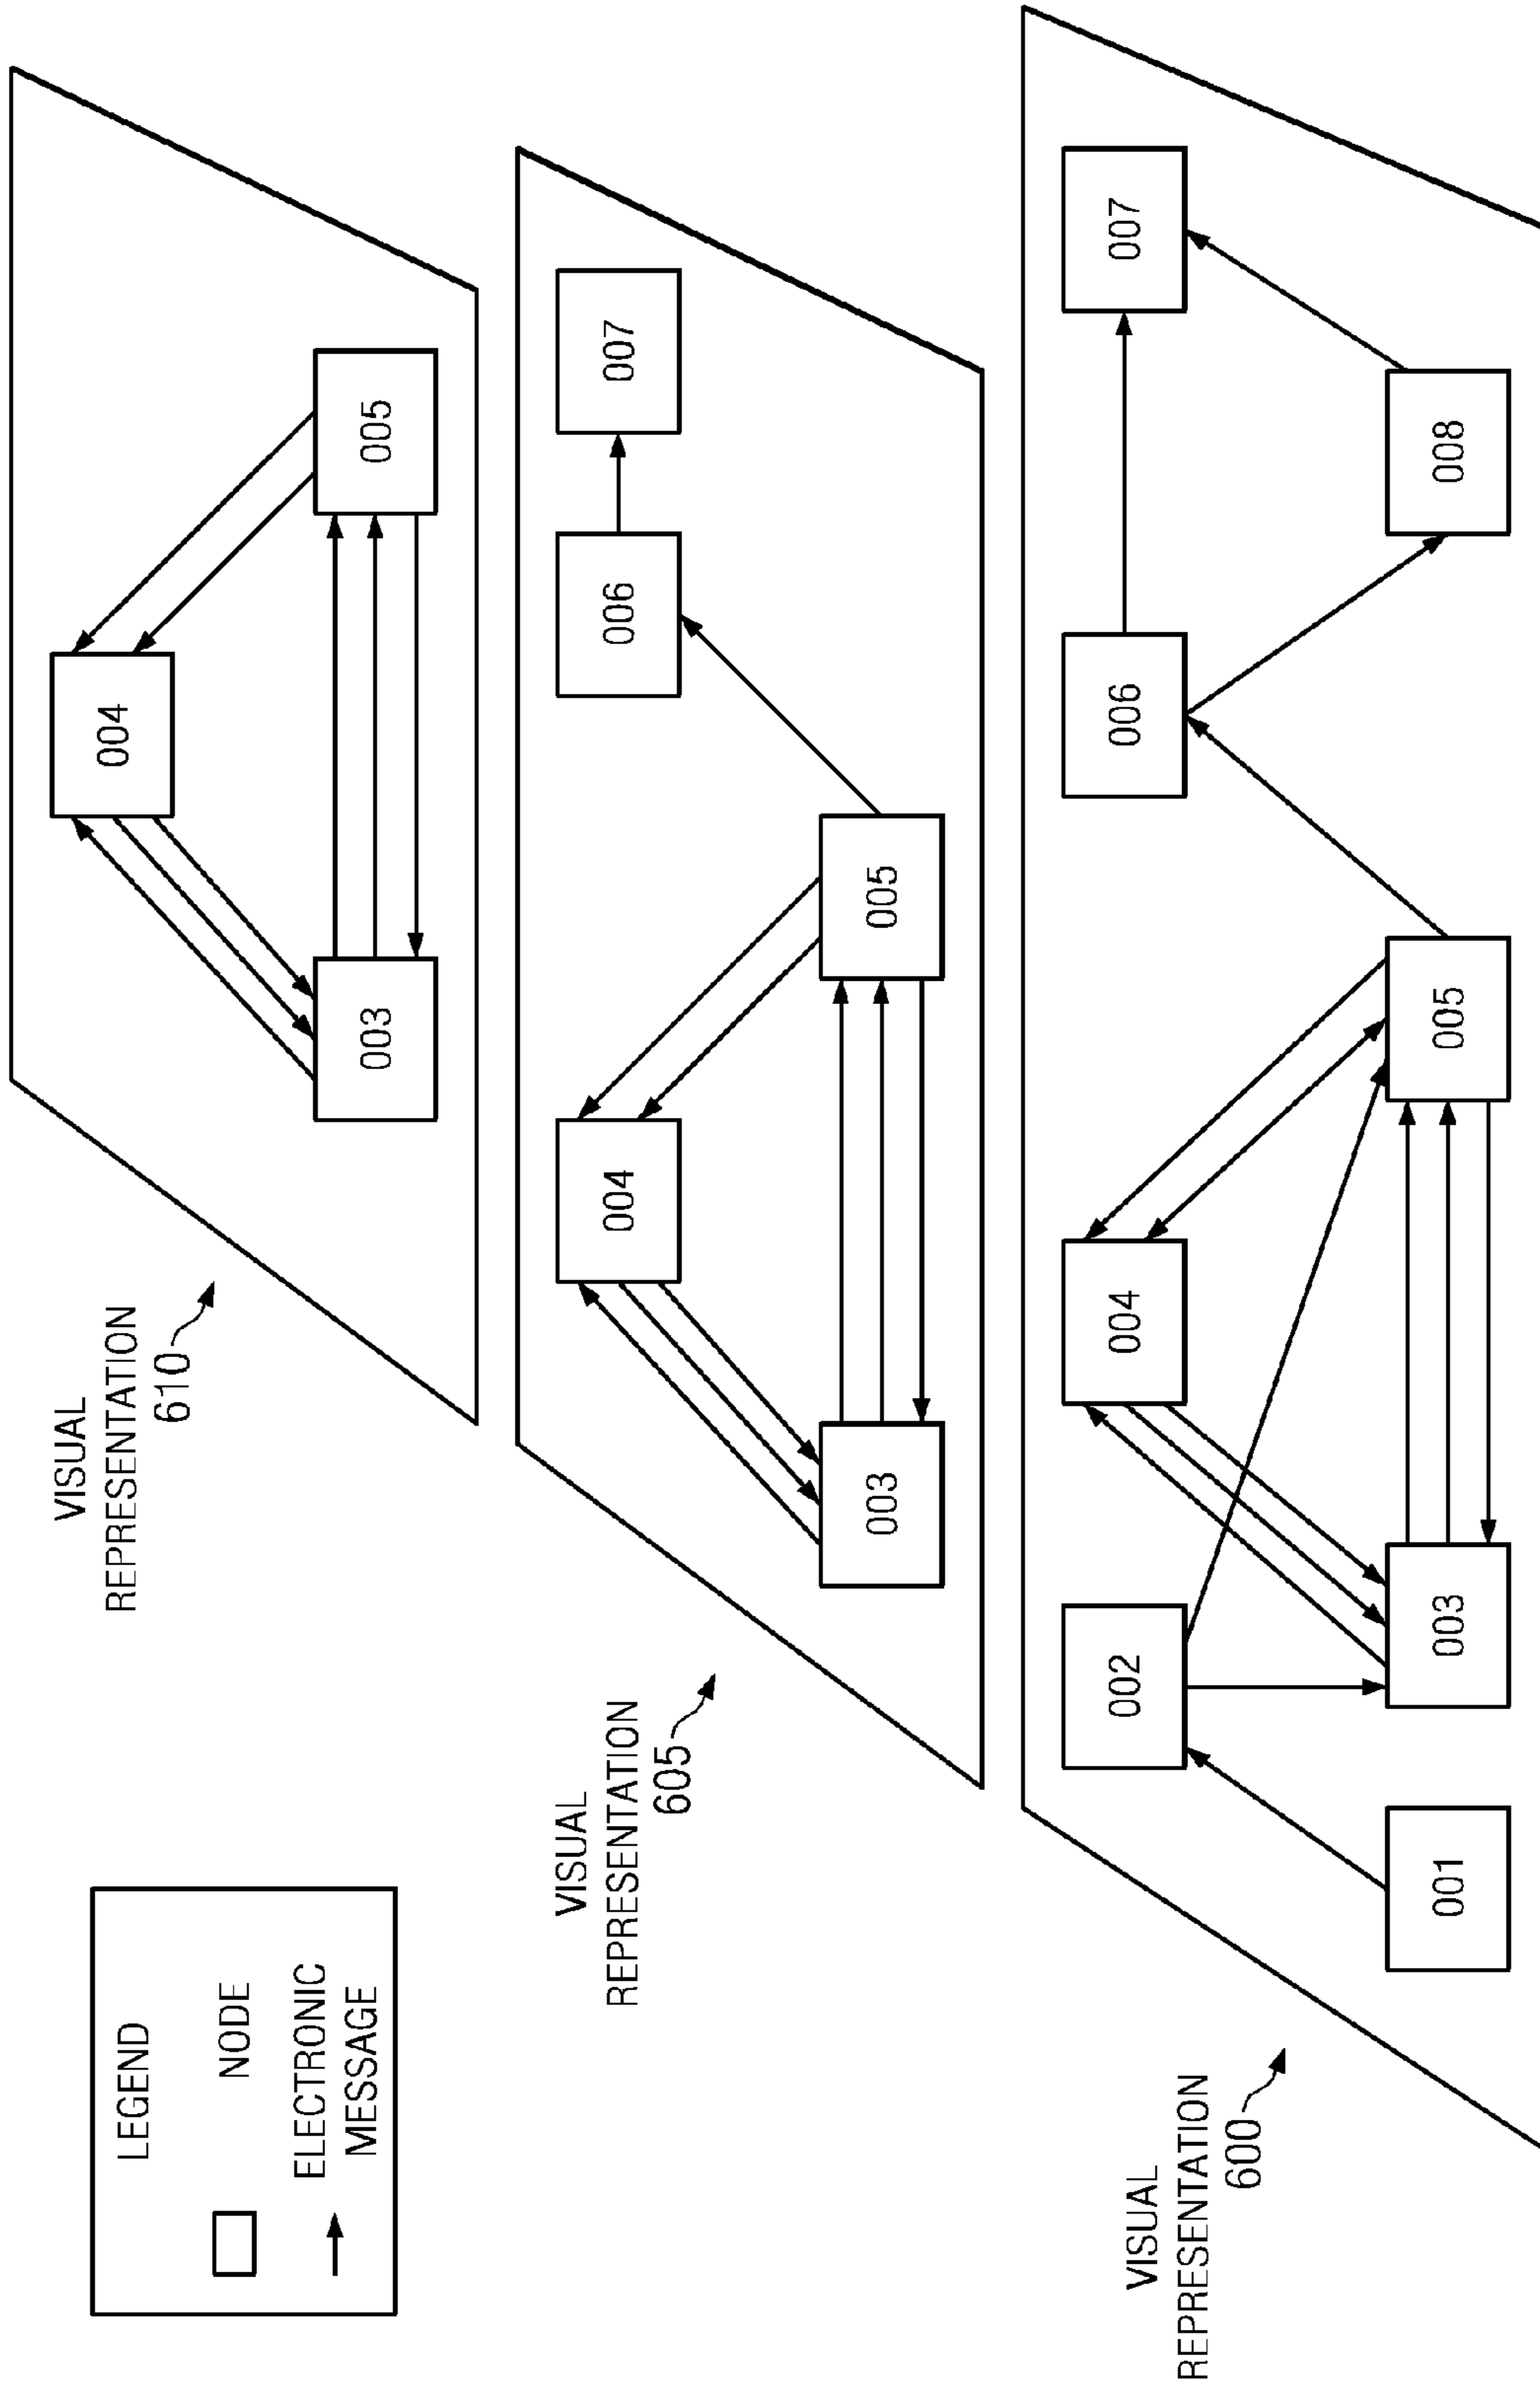 LEGEND
NODE
ELECTRONIC
MESSAGE
VISUAL
REPRESENTATION
610
004
003
005
VISUAL
REPRESENTATION
605
004
006
007
003
005
VISUAL
REPRESENTATION
600
002
004
006
007
001
003
005
008